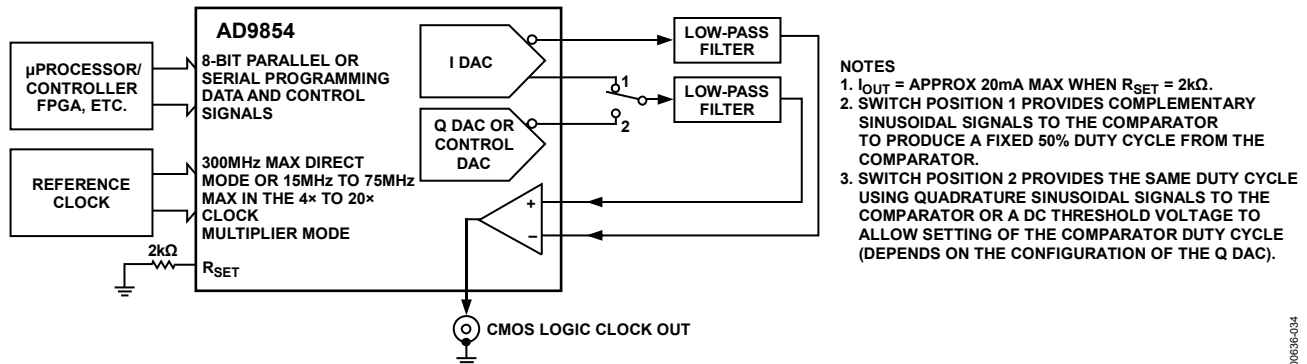 AD9854
µPROCESSOR/
CONTROLLER
FPGA, ETC.
8-BIT PARALLEL OR
SERIAL PROGRAMMING
DATA AND CONTROL
SIGNALS
I DAC
LOW-PASS
FILTER
1
2
LOW-PASS
FILTER
Q DAC OR
CONTROL
DAC
REFERENCE
CLOCK
300MHz MAX DIRECT
MODE OR 15MHz TO 75MHz
MAX IN THE 4× TO 20×
CLOCK
MULTIPLIER MODE
+
–
2kΩ
RSET
CMOS LOGIC CLOCK OUT
NOTES
1. IOUT = APPROX 20mA MAX WHEN RSET = 2kΩ.
2. SWITCH POSITION 1 PROVIDES COMPLEMENTARY
SINUSOIDAL SIGNALS TO THE COMPARATOR
TO PRODUCE A FIXED 50% DUTY CYCLE FROM THE
COMPARATOR.
3. SWITCH POSITION 2 PROVIDES THE SAME DUTY CYCLE
USING QUADRATURE SINUSOIDAL SIGNALS TO THE
COMPARATOR OR A DC THRESHOLD VOLTAGE TO
ALLOW SETTING OF THE COMPARATOR DUTY CYCLE
(DEPENDS ON THE CONFIGURATION OF THE Q DAC).
00636-034